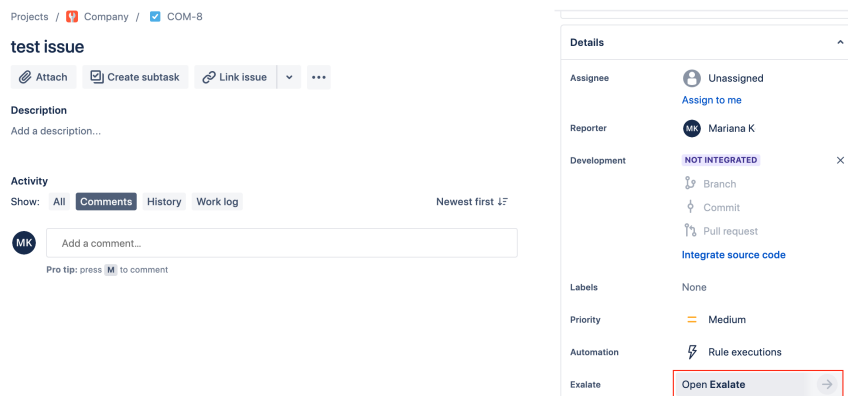 Projects / Company / COM-8
test issue
Attach Create subtask Link issue
Description
Add a description...
Activity
Show: All Comments History Work log Newest first
MK Add a comment...
Pro tip: press M to comment
Details
Assignee Unassigned
Assign to me
Reporter MK Mariana K
Development NOT INTEGRATED
Branch
Commit
Pull request
Integrate source code
Labels None
Priority Medium
Automation Rule executions
Exalate Open Exalate